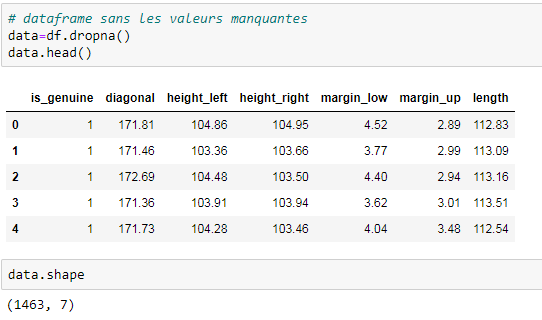 # dataframe sans les valeurs manquantes
data=df.dropna()
data.head()
is_genuine diagonal height_left height_right margin_low margin_up length
0 1 171.81 104.86 104.95 4.52 2.89 112.83
1 1 171.46 103.36 103.66 3.77 2.99 113.09
2 1 172.69 104.48 103.50 4.40 2.94 113.16
3 1 171.36 103.91 103.94 3.62 3.01 113.51
4 1 171.73 104.28 103.46 4.04 3.48 112.54
data.shape
(1463, 7)